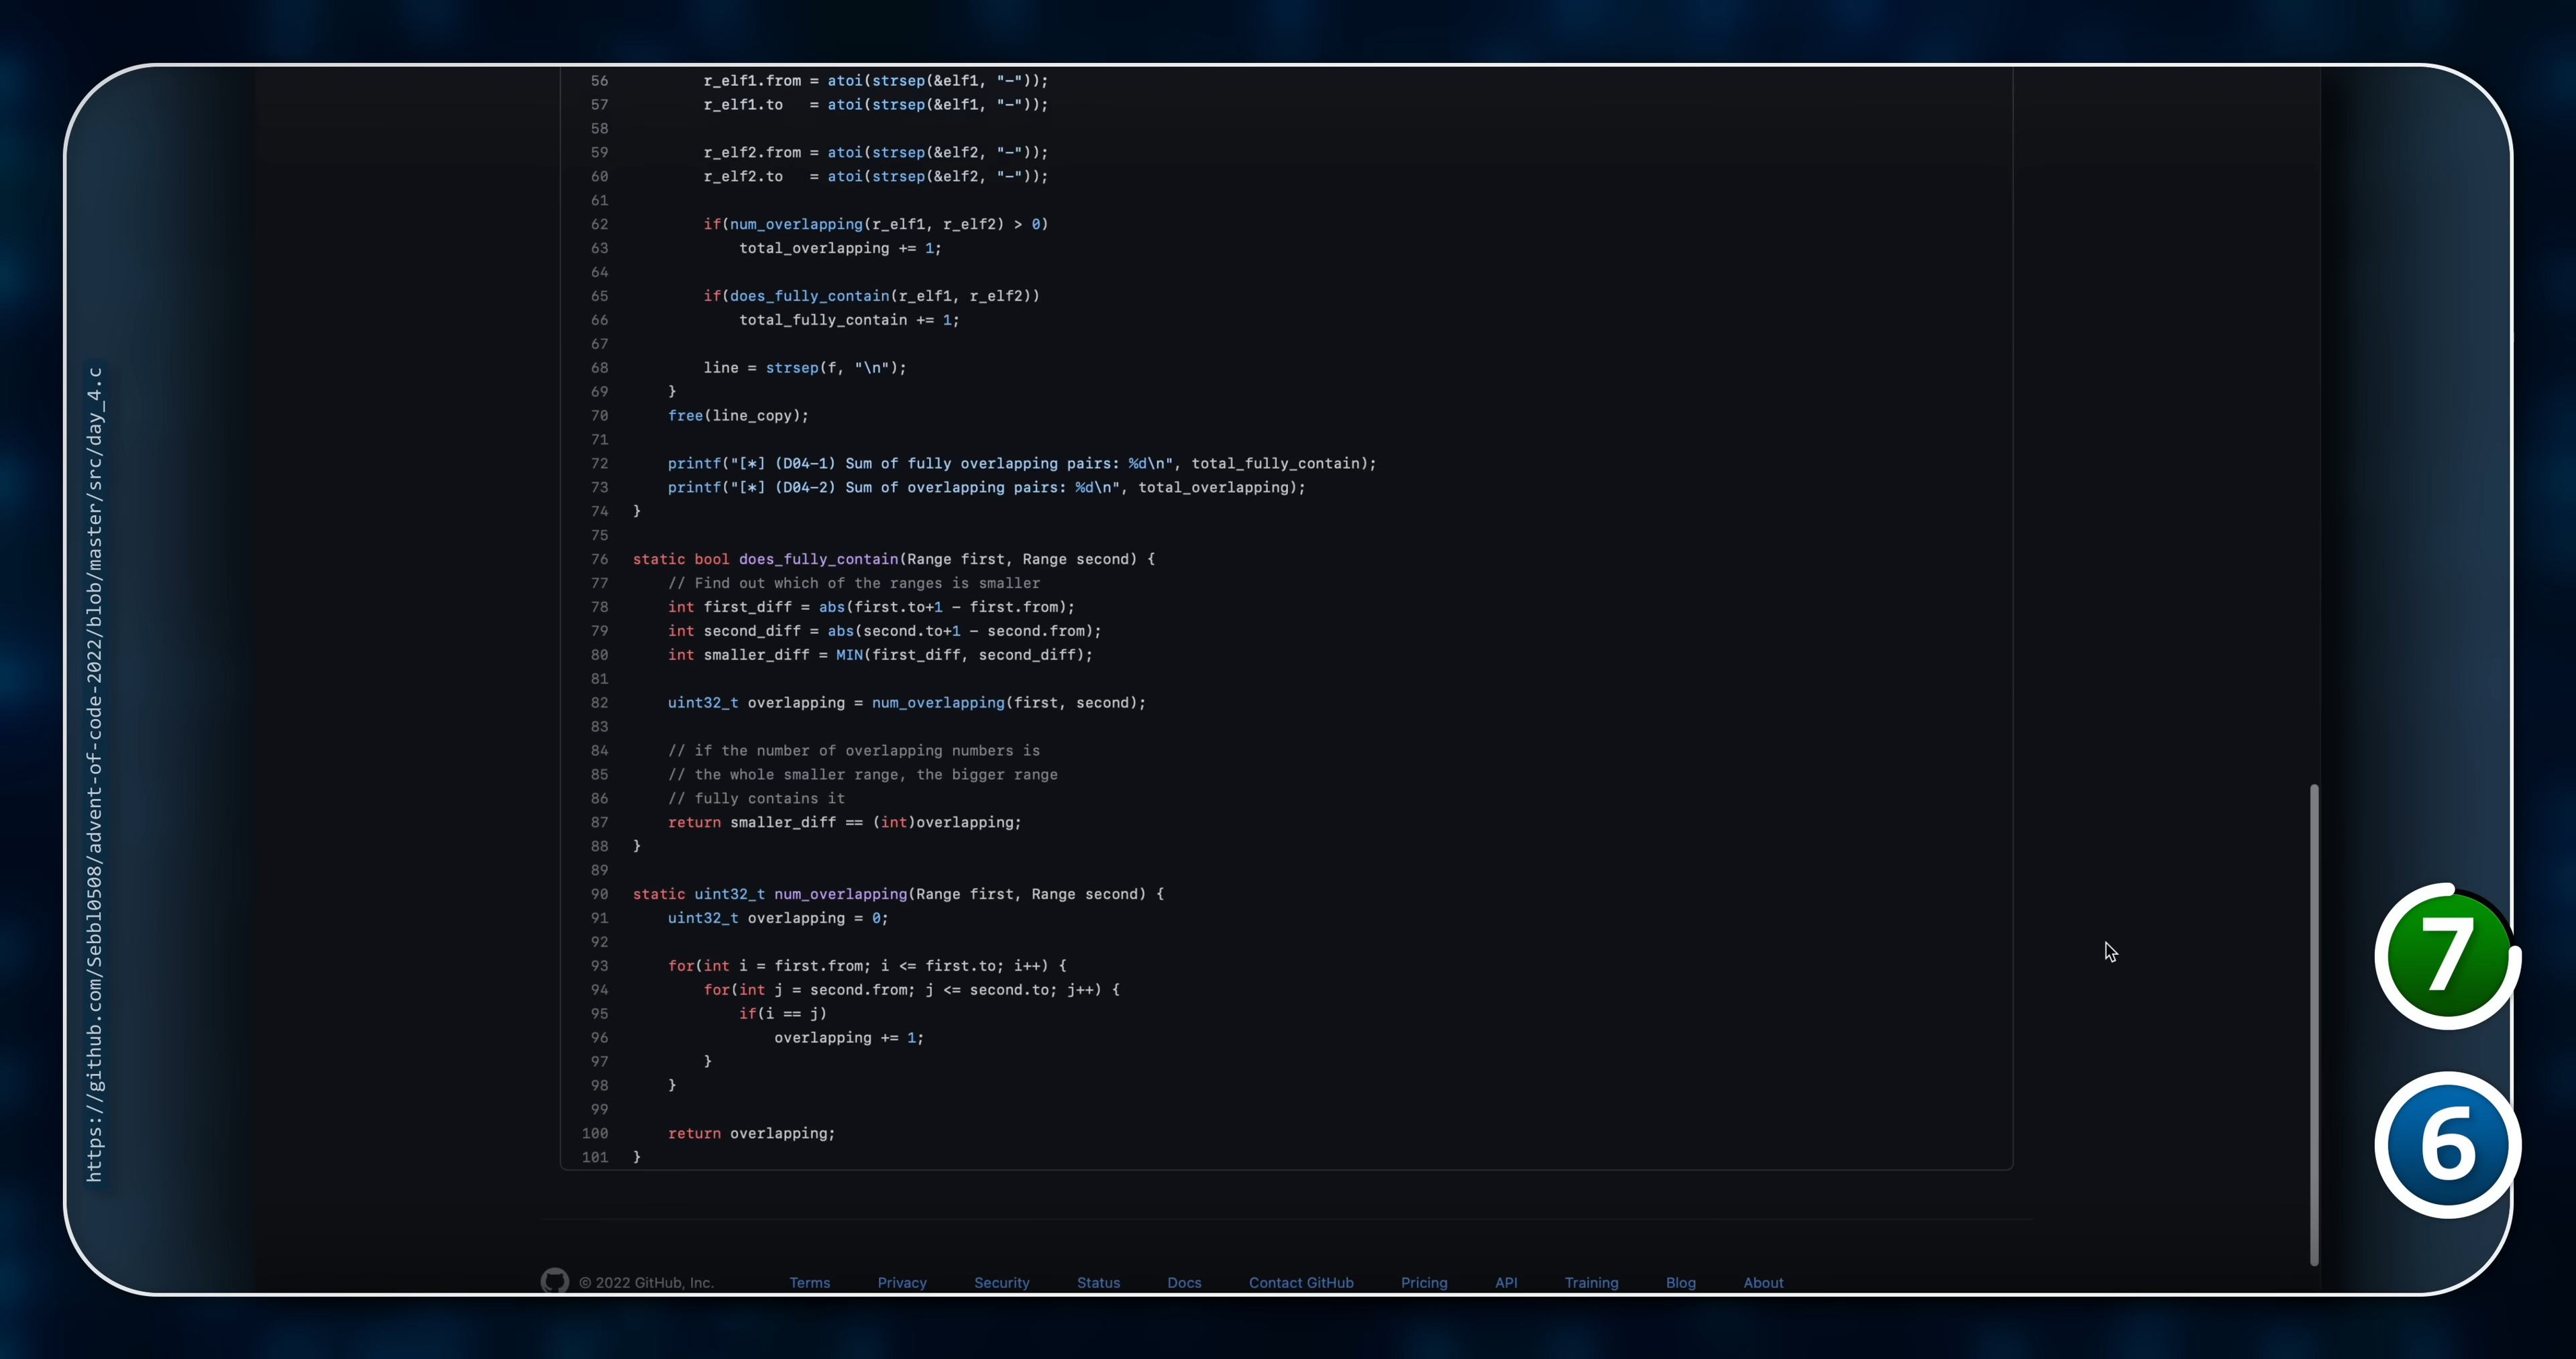 56 r_elf1.from = atoi(strsep(&elf1, "-"));
57 r_elf1.to   = atoi(strsep(&elf1, "-"));
58
59 r_elf2.from = atoi(strsep(&elf2, "-"));
60 r_elf2.to   = atoi(strsep(&elf2, "-"));
61
62 if(num_overlapping(r_elf1, r_elf2) > 0)
63 total_overlapping += 1;
64
65 if(does_fully_contain(r_elf1, r_elf2))
66 total_fully_contain += 1;
67
68 line = strsep(f, "\n");
69 }
70 free(line_copy);
71
72 printf("[*] (D04-1) Sum of fully overlapping pairs: %d\n", total_fully_contain);
73 printf("[*] (D04-2) Sum of overlapping pairs: %d\n", total_overlapping);
74 }
75
76 static bool does_fully_contain(Range first, Range second) {
77 // Find out which of the ranges is smaller
78 int first_diff = abs(first.to+1 - first.from);
79 int second_diff = abs(second.to+1 - second.from);
80 int smaller_diff = MIN(first_diff, second_diff);
81
82 uint32_t overlapping = num_overlapping(first, second);
83
84 // if the number of overlapping numbers is
85 // the whole smaller range, the bigger range
86 // fully contains it
87 return smaller_diff == (int)overlapping;
88 }
89
90 static uint32_t num_overlapping(Range first, Range second) {
91 uint32_t overlapping = 0;
92
93 for(int i = first.from; i <= first.to; i++) {
94 for(int j = second.from; j <= second.to; j++) {
95 if(i == j)
96 overlapping += 1;
97 }
98 }
99
100 return overlapping;
101 }
© 2022 GitHub, Inc. Terms Privacy Security Status Docs Contact GitHub Pricing API Training Blog About
https://github.com/Sebbl0508/advent-of-code-2022/blob/master/src/day_4.c
7
6